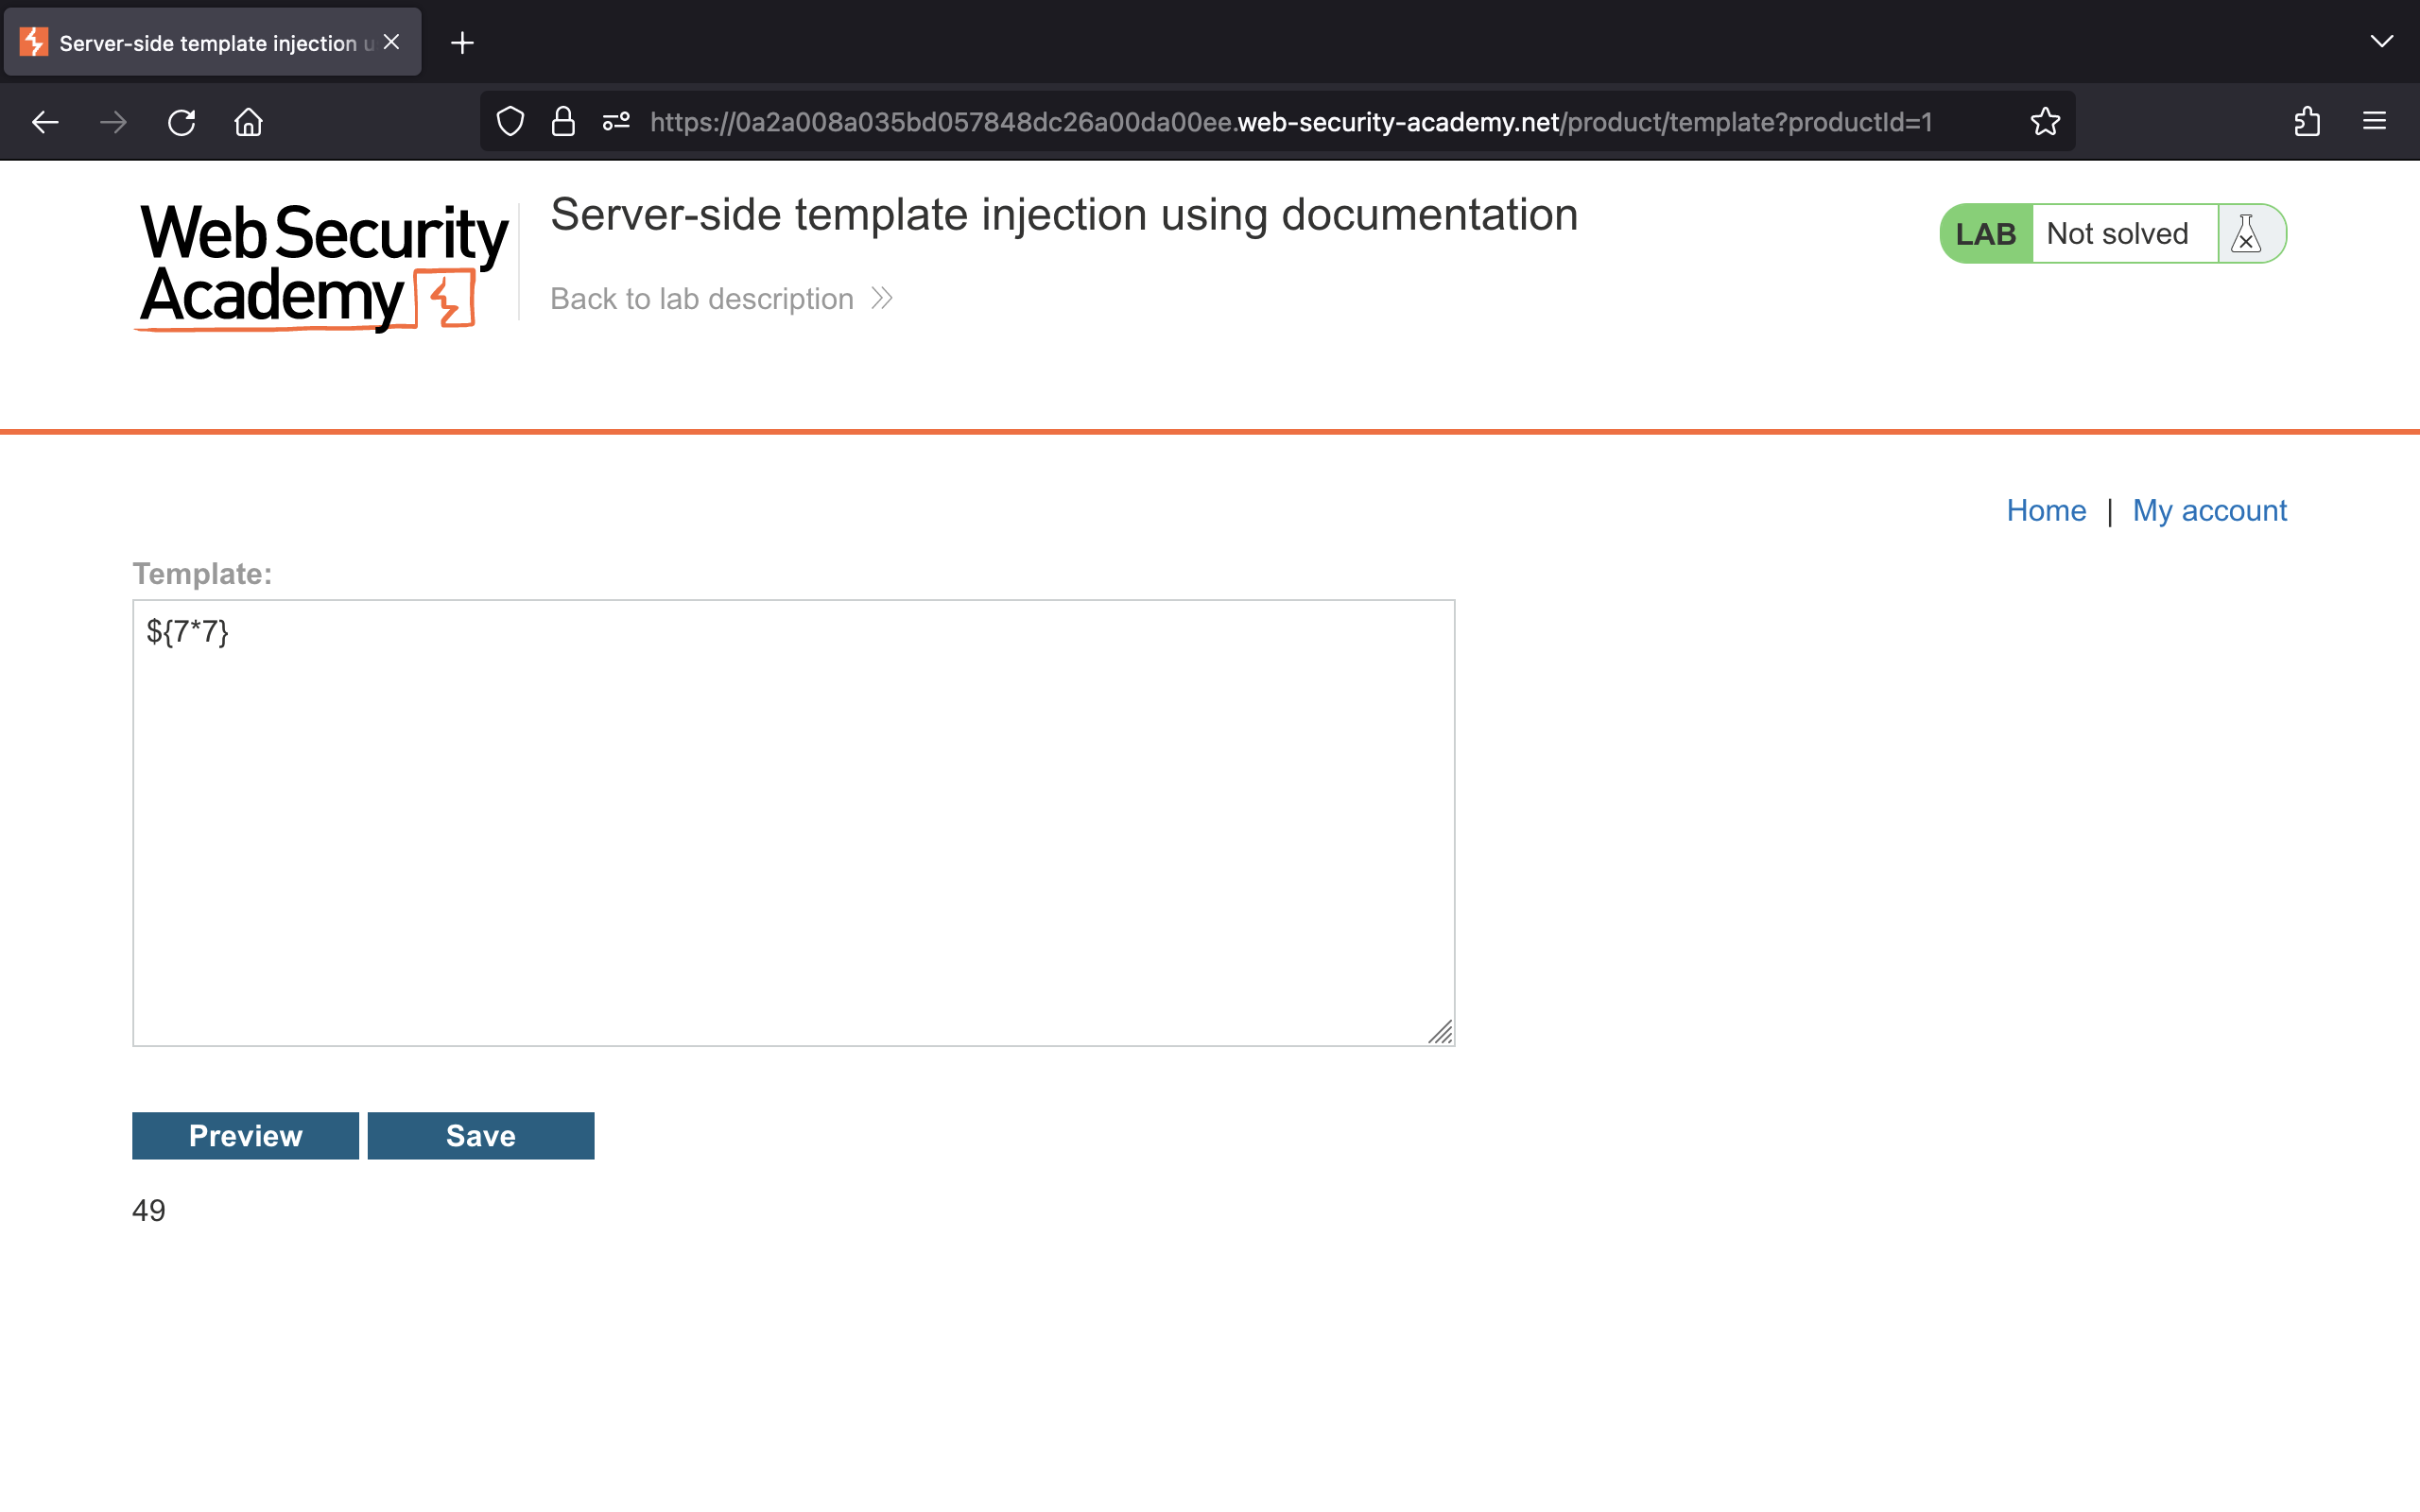 Server-side template injection u
https://0a2a008a035bd057848dc26a00da00ee.web-security-academy.net/product/template?productId=1
Web Security
Academy
Server-side template injection using documentation
Back to lab description
LAB
Not solved
Home | My account
Template:
${7*7}
Preview
Save
49